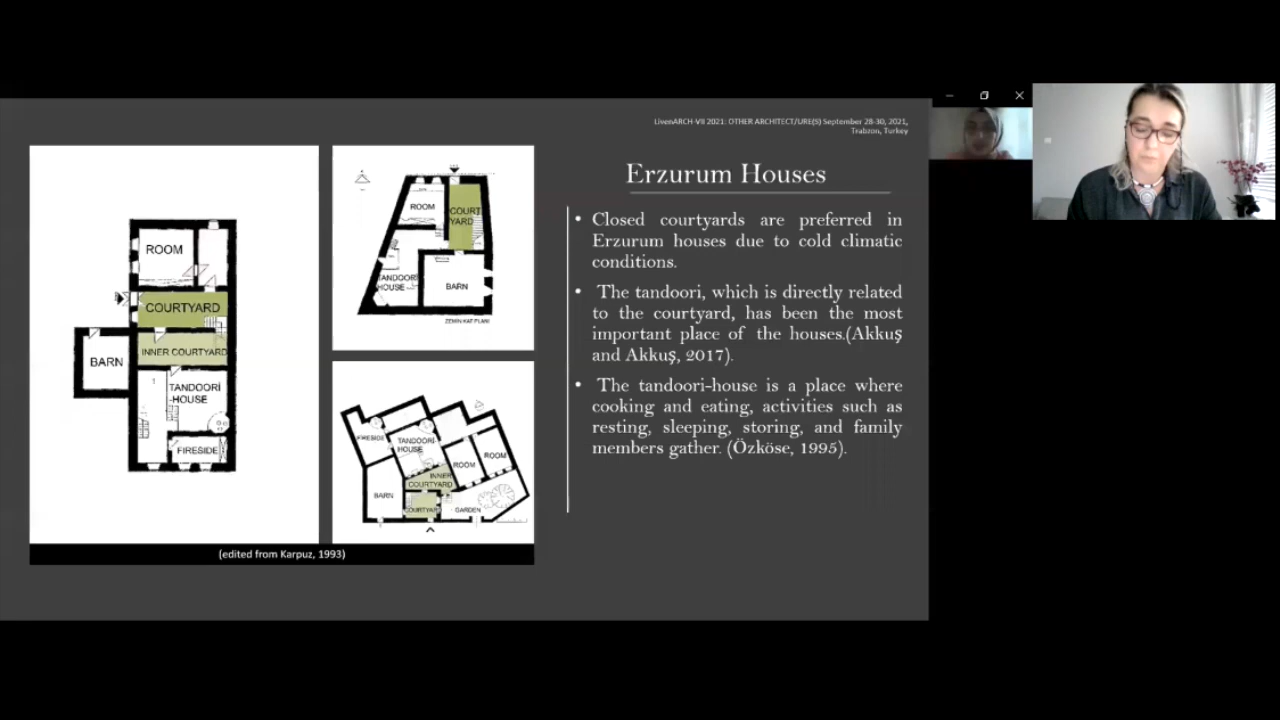 LivenARCH-VII 2021: OTHER ARCHITECT/URE(S) September 28-30, 2021,
Trabzon, Turkey
Erzurum Houses
• Closed courtyards are preferred in
Erzurum houses due to cold climatic
conditions.
• The tandoori, which is directly related
to the courtyard, has been the most
important place of the houses.(Akkuş
and Akkuş, 2017).
• The tandoori-house is a place where
cooking and eating, activities such as
resting, sleeping, storing, and family
members gather. (Özköse, 1995).
ROOM
COURTYARD
INNER COURTYARD
BARN
TANDOORİ
-HOUSE
FIRESIDE
ROOM
COURT
YARD
TANDOORİ
HOUSE
BARN
ZEMİN KAT PLANI
FIRESIDE
TANDOORİ-
HOUSE
ROOM
ROOM
INNER
COURTYARD
BARN
COURTYARD
GARDEN
(edited from Karpuz, 1993)